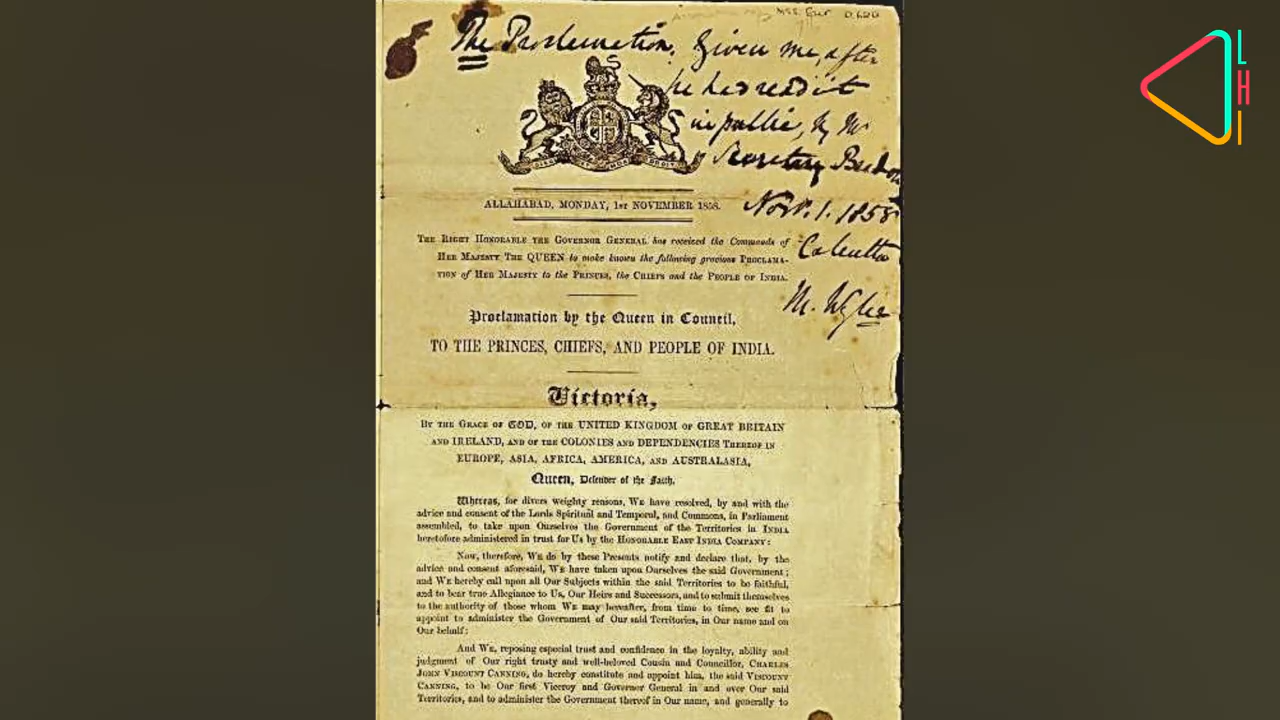 The Proclamation, given me, after
he has read it
in public, by Mr
Secretary
Novr. 1. 1858
Calcutta
M.
ALLAHABAD, MONDAY, 1ST NOVEMBER 1858.
THE RIGHT HONORABLE THE GOVERNOR GENERAL has received the Commands of
HER MAJESTY THE QUEEN to make known the following gracious PROCLAMA-
TION of HER MAJESTY to the PRINCES, the CHIEFS and the PEOPLE OF INDIA.
Proclamation by the Queen in Council,
TO THE PRINCES, CHIEFS, AND PEOPLE OF INDIA.
Victoria,
BY THE GRACE OF GOD, OF THE UNITED KINGDOM OF GREAT BRITAIN
AND IRELAND, AND OF THE COLONIES AND DEPENDENCIES THEREOF IN
EUROPE, ASIA, AFRICA, AMERICA, AND AUSTRALASIA,
Queen, Defender of the Faith.
Whereas, for divers weighty reasons, WE have resolved, by and with the
advice and consent of the Lords Spiritual and Temporal, and Commons, in Parliament
assembled, to take upon Ourselves the Government of the Territories in INDIA
heretofore administered in trust for Us by the HONORABLE EAST INDIA COMPANY:
Now, therefore, WE do by these Presents notify and declare that, by the
advice and consent aforesaid, WE have taken upon Ourselves the said Government;
and WE hereby call upon all Our Subjects within the said Territories to be faithful,
and to bear true Allegiance to Us, Our Heirs and Successors, and to submit themselves
to the authority of those whom WE may hereafter, from time to time, see fit to
appoint to administer the Government of Our said Territories, in Our name and on
Our behalf:
And WE, reposing especial trust and confidence in the loyalty, ability and
judgment of Our right trusty and well-beloved Cousin and Councillor, CHARLES
JOHN VISCOUNT CANNING, do hereby constitute and appoint him, the said VISCOUNT
CANNING, to be Our first Viceroy and Governor General in and over Our said
Territories, and to administer the Government thereof in Our name, and generally to
L
H
I